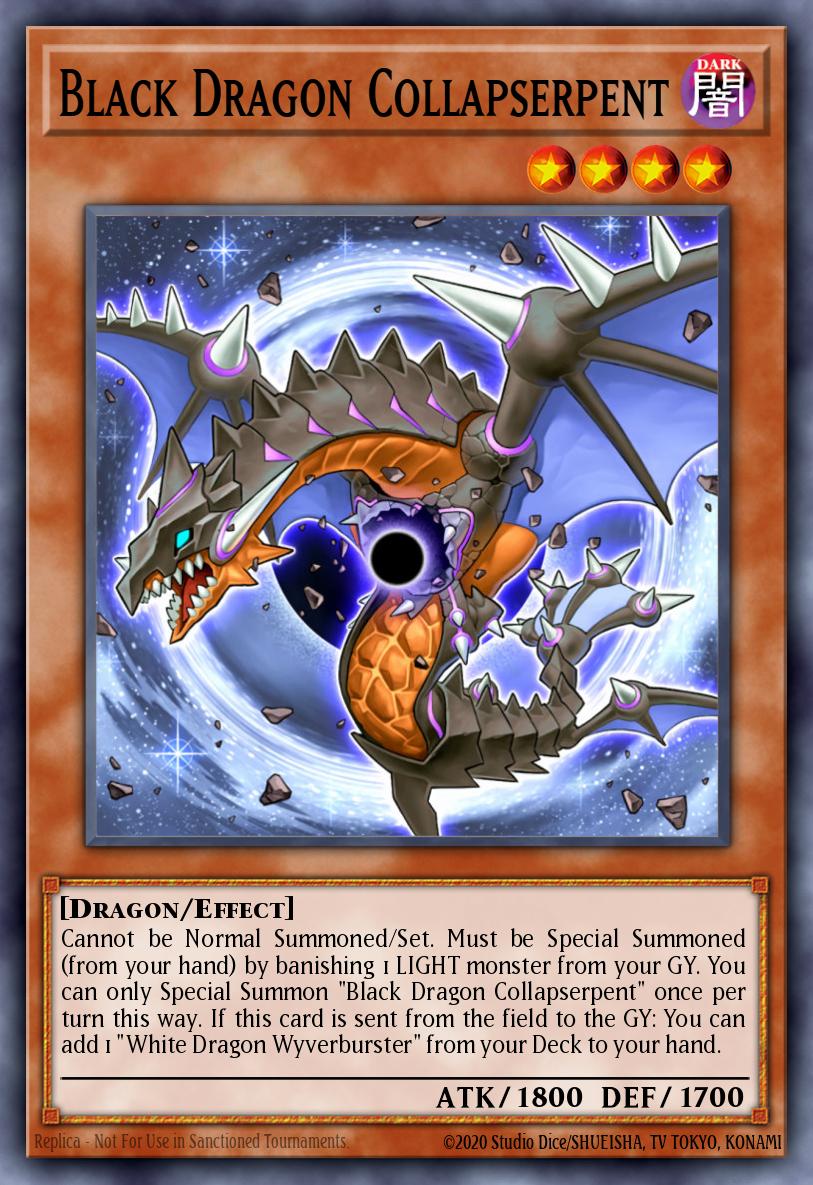 Black Dragon Collapserpent
DARK
闇
[Dragon/Effect]
Cannot be Normal Summoned/Set. Must be Special Summoned
(from your hand) by banishing 1 LIGHT monster from your GY. You
can only Special Summon "Black Dragon Collapserpent" once per
turn this way. If this card is sent from the field to the GY: You can
add 1 "White Dragon Wyverburster" from your Deck to your hand.
ATK/1800 DEF/1700
Replica - Not For Use in Sanctioned Tournaments.
©2020 Studio Dice/SHUEISHA, TV TOKYO, KONAMI